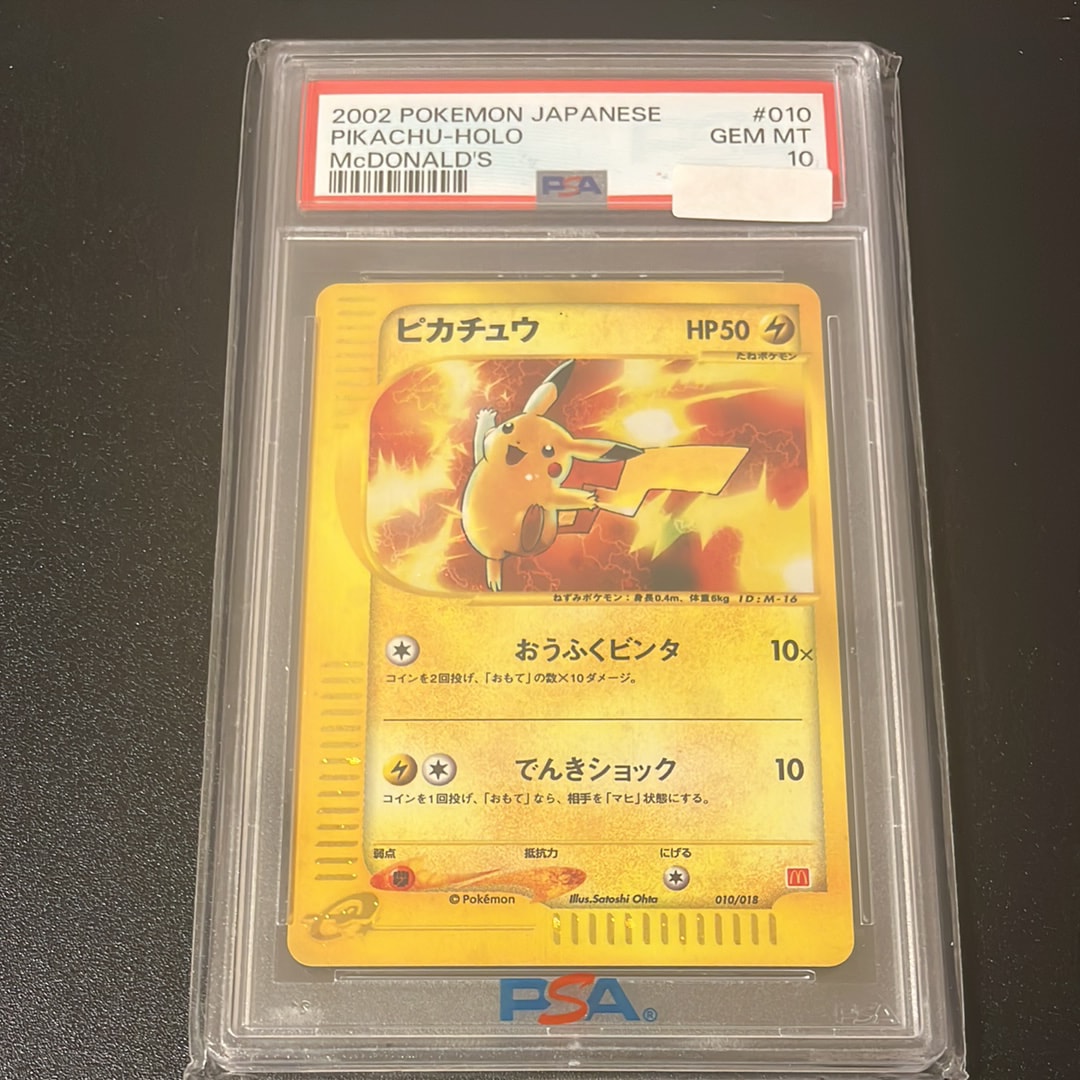 2002 POKEMON JAPANESE #010
PIKACHU-HOLO GEM MT
McDONALD'S 10
PSA
ピカチュウ HP50
たねポケモン
ねずみポケモン：身長0.4m、体重6kg ID:M-16
おうふくビンタ 10×
コインを2回投げ、「おもて」の数×10ダメージ。
でんきショック 10
コインを1回投げ、「おもて」なら、相手を「マヒ」状態にする。
弱点 抵抗力 にげる
©Pokémon Illus.Satoshi Ohta 010/018
PSA®